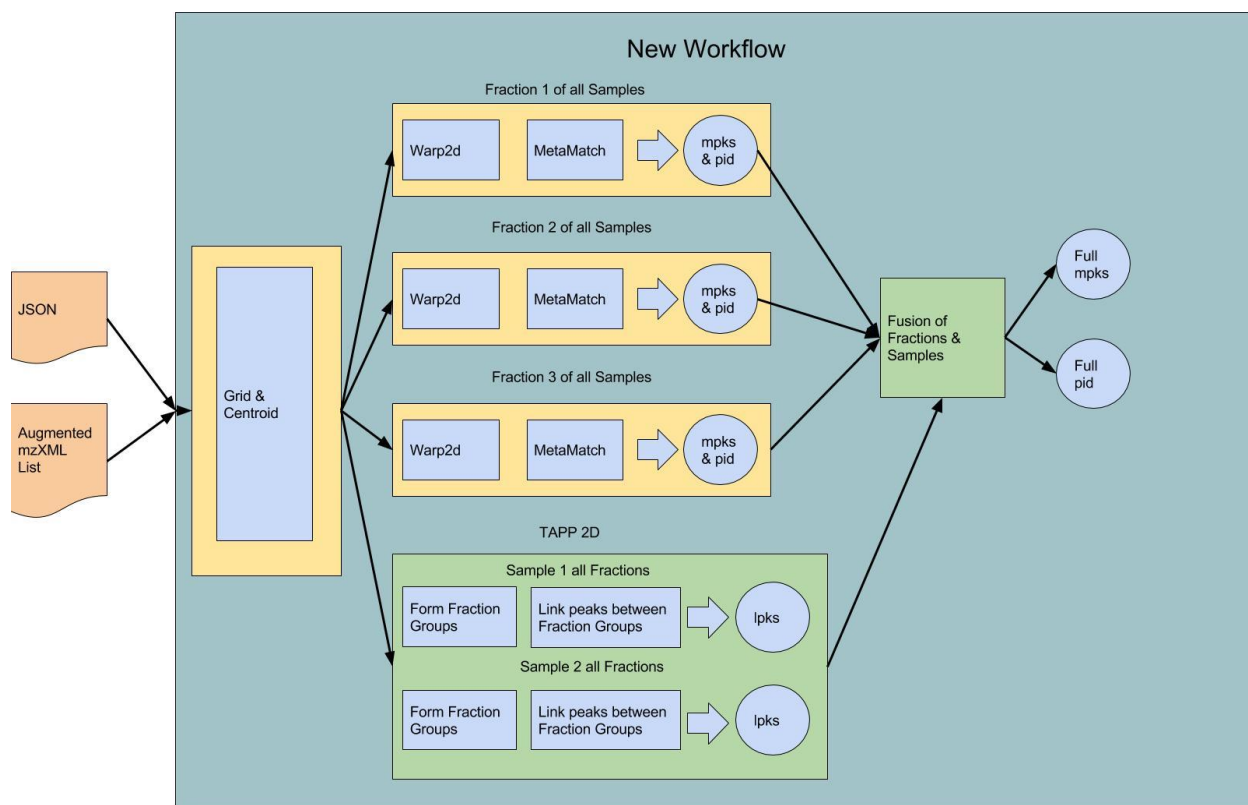 New Workflow
Fraction 1 of all Samples
Warp2d
MetaMatch
mpks
& pid
Fraction 2 of all Samples
Warp2d
MetaMatch
mpks
& pid
Fraction 3 of all Samples
Warp2d
MetaMatch
mpks
& pid
JSON
Augmented
mzXML
List
Grid &
Centroid
TAPP 2D
Sample 1 all Fractions
Form Fraction
Groups
Link peaks between
Fraction Groups
lpks
Sample 2 all Fractions
Form Fraction
Groups
Link peaks between
Fraction Groups
lpks
Fusion of
Fractions &
Samples
Full
mpks
Full
pid